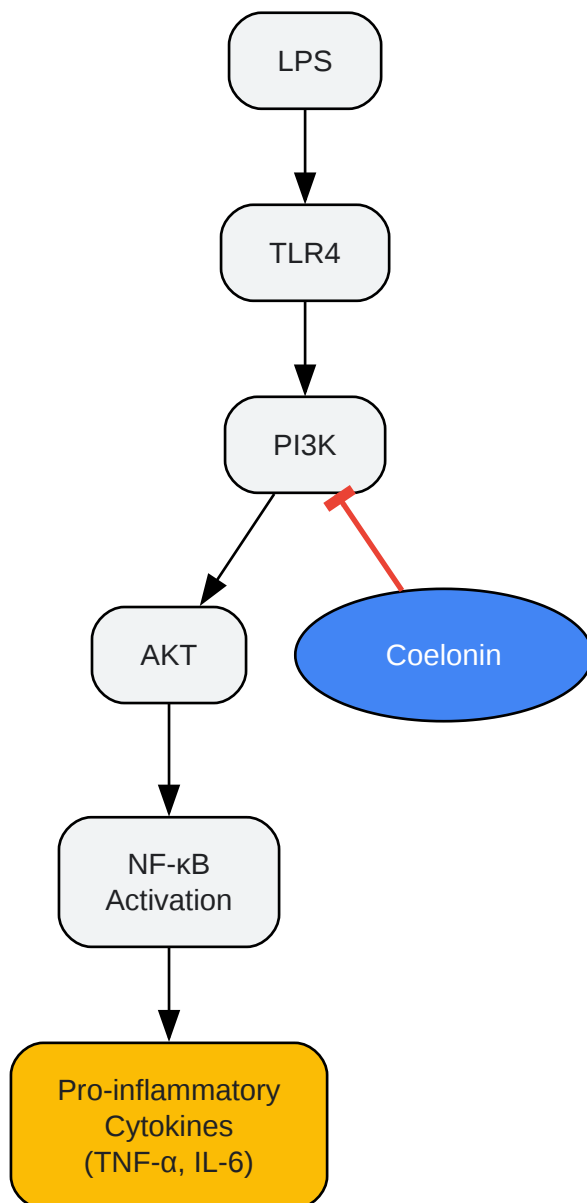 LPS
TLR4
PI3K
AKT
Coelonin
NF-κB
Activation
Pro-inflammatory
Cytokines
(TNF-α, IL-6)